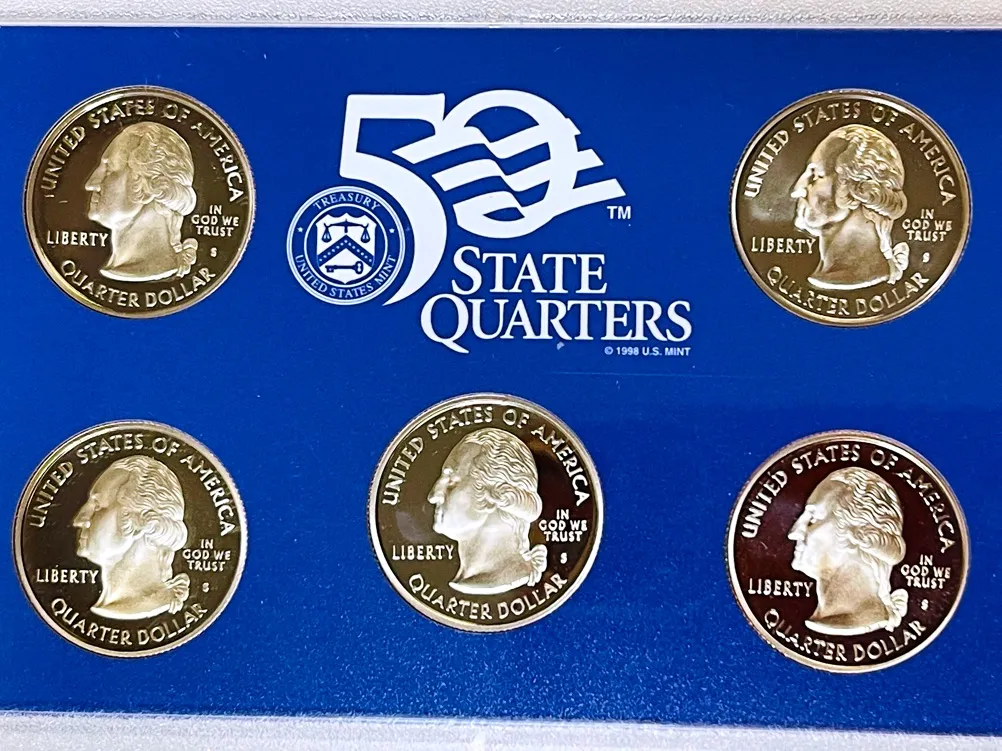 UNITED STATES OF AMERICA
LIBERTY
IN
GOD WE
TRUST
S
QUARTER DOLLAR
50
TM
TREASURY
UNITED STATES MINT
STATE
QUARTERS
© 1998 U.S. MINT
UNITED STATES OF AMERICA
LIBERTY
IN
GOD WE
TRUST
S
QUARTER DOLLAR
UNITED STATES OF AMERICA
LIBERTY
IN
GOD WE
TRUST
S
QUARTER DOLLAR
UNITED STATES OF AMERICA
LIBERTY
IN
GOD WE
TRUST
S
QUARTER DOLLAR
UNITED STATES OF AMERICA
LIBERTY
IN
GOD WE
TRUST
S
QUARTER DOLLAR